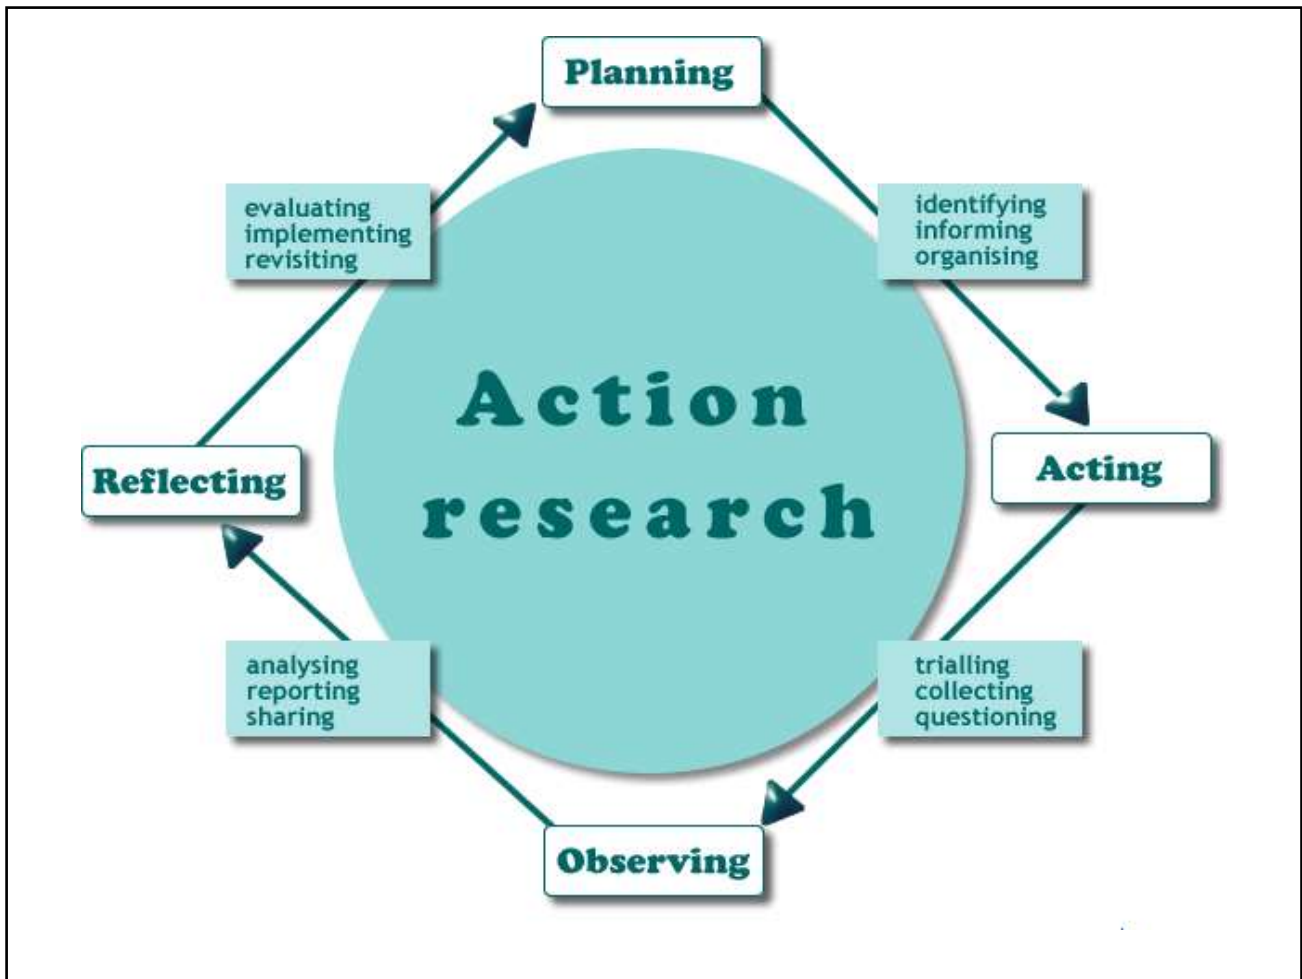 Planning
evaluating
implementing
revisiting
identifying
informing
organising
Action
research
Reflecting
Acting
analysing
reporting
sharing
trialling
collecting
questioning
Observing